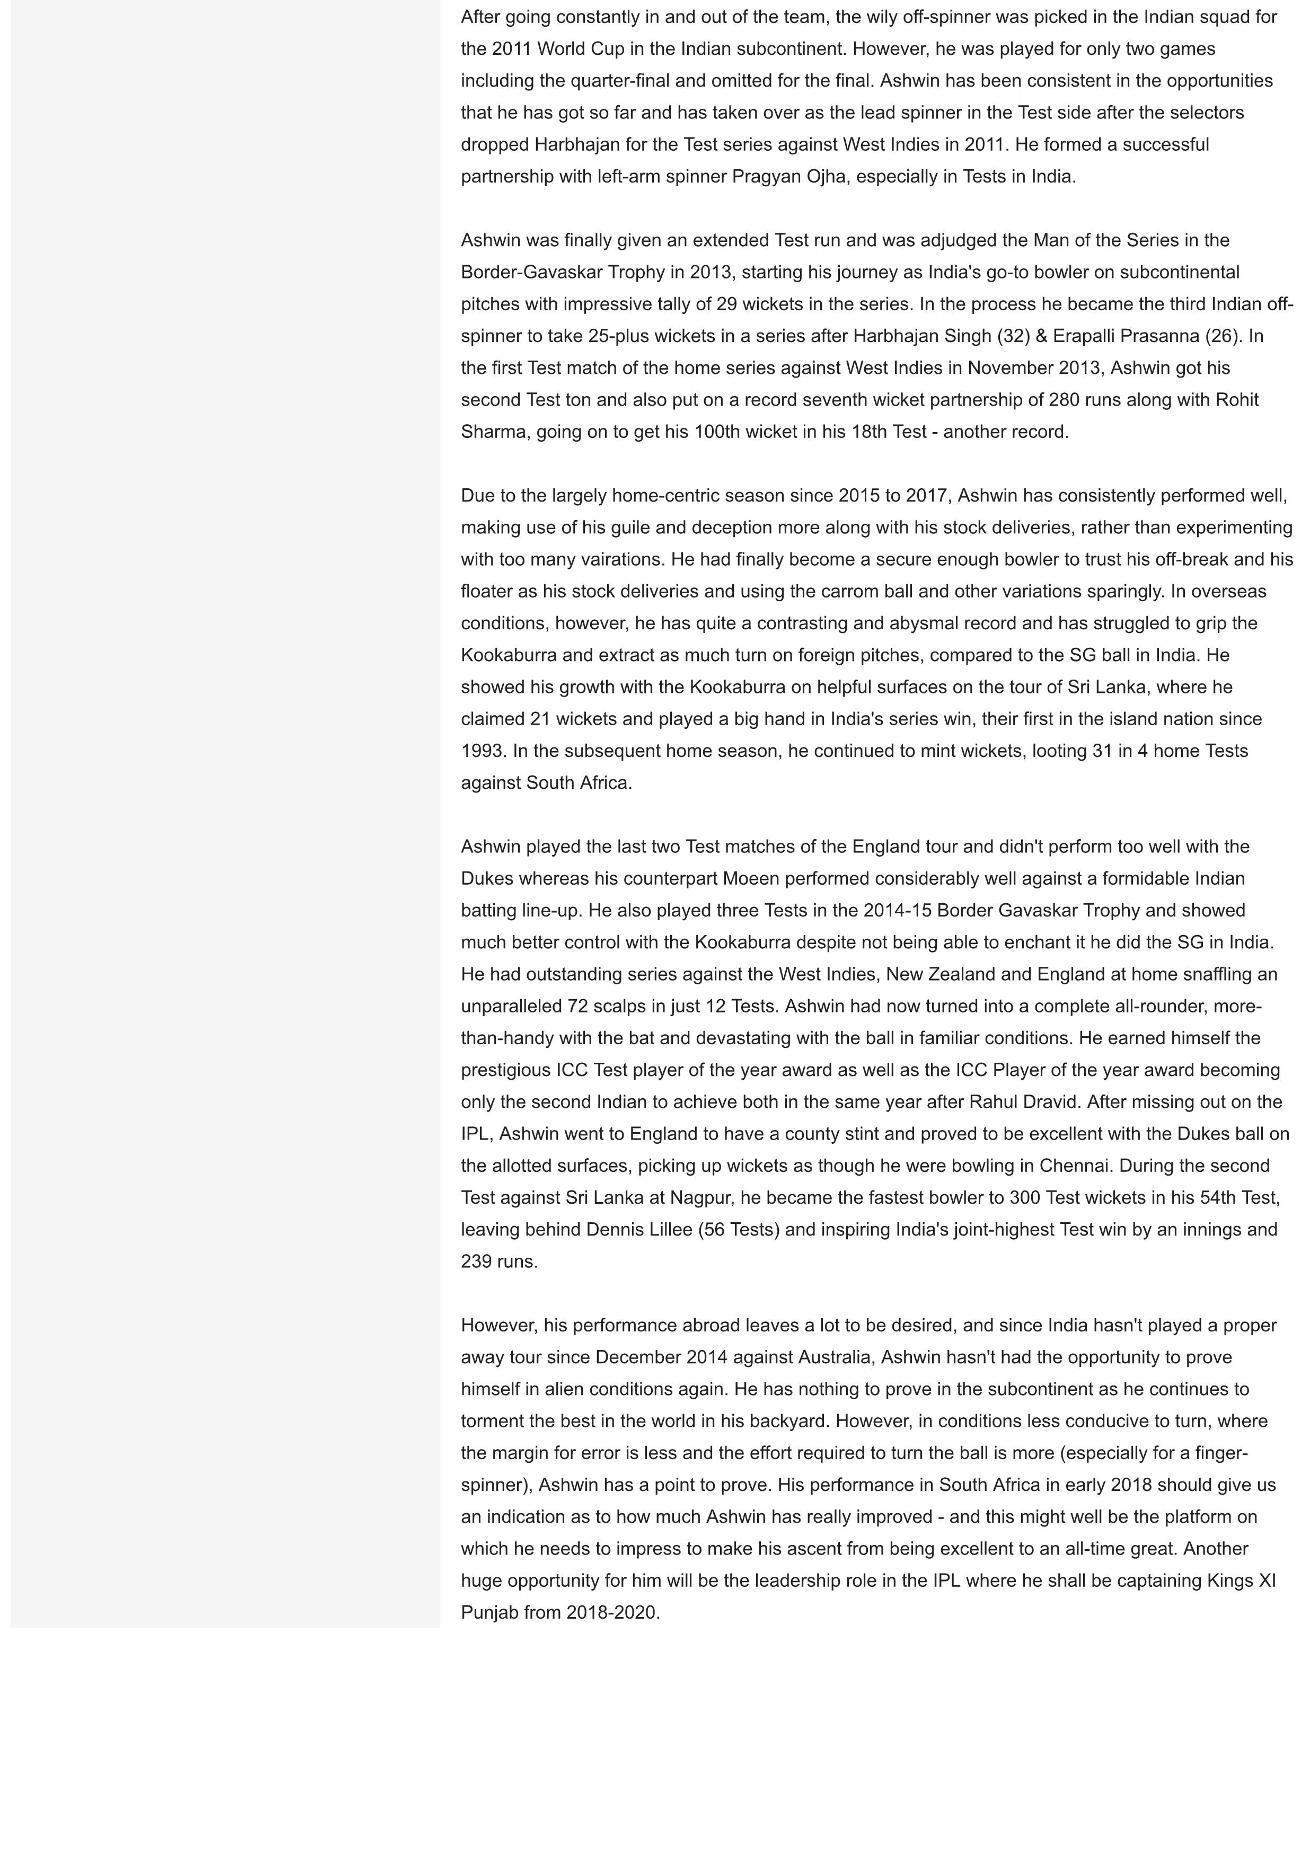 After going constantly in and out of the team, the wily off-spinner was picked in the Indian squad for
the 2011 World Cup in the Indian subcontinent. However, he was played for only two games
including the quarter-final and omitted for the final. Ashwin has been consistent in the opportunities
that he has got so far and has taken over as the lead spinner in the Test side after the selectors
dropped Harbhajan for the Test series against West Indies in 2011. He formed a successful
partnership with left-arm spinner Pragyan Ojha, especially in Tests in India.
Ashwin was finally given an extended Test run and was adjudged the Man of the Series in the
Border-Gavaskar Trophy in 2013, starting his journey as India's go-to bowler on subcontinental
pitches with impressive tally of 29 wickets in the series. In the process he became the third Indian off-
spinner to take 25-plus wickets in a series after Harbhajan Singh (32) & Erapalli Prasanna (26). In
the first Test match of the home series against West Indies in November 2013, Ashwin got his
second Test ton and also put on a record seventh wicket partnership of 280 runs along with Rohit
Sharma, going on to get his 100th wicket in his 18th Test - another record.
Due to the largely home-centric season since 2015 to 2017, Ashwin has consistently performed well,
making use of his guile and deception more along with his stock deliveries, rather than experimenting
with too many vairations. He had finally become a secure enough bowler to trust his off-break and his
floater as his stock deliveries and using the carrom ball and other variations sparingly. In overseas
conditions, however, he has quite a contrasting and abysmal record and has struggled to grip the
Kookaburra and extract as much turn on foreign pitches, compared to the SG ball in India. He
showed his growth with the Kookaburra on helpful surfaces on the tour of Sri Lanka, where he
claimed 21 wickets and played a big hand in India's series win, their first in the island nation since
1993. In the subsequent home season, he continued to mint wickets, looting 31 in 4 home Tests
against South Africa.
Ashwin played the last two Test matches of the England tour and didn't perform too well with the
Dukes whereas his counterpart Moeen performed considerably well against a formidable Indian
batting line-up. He also played three Tests in the 2014-15 Border Gavaskar Trophy and showed
much better control with the Kookaburra despite not being able to enchant it he did the SG in India.
He had outstanding series against the West Indies, New Zealand and England at home snaffling an
unparalleled 72 scalps in just 12 Tests. Ashwin had now turned into a complete all-rounder, more-
than-handy with the bat and devastating with the ball in familiar conditions. He earned himself the
prestigious ICC Test player of the year award as well as the ICC Player of the year award becoming
only the second Indian to achieve both in the same year after Rahul Dravid. After missing out on the
IPL, Ashwin went to England to have a county stint and proved to be excellent with the Dukes ball on
the allotted surfaces, picking up wickets as though he were bowling in Chennai. During the second
Test against Sri Lanka at Nagpur, he became the fastest bowler to 300 Test wickets in his 54th Test,
leaving behind Dennis Lillee (56 Tests) and inspiring India's joint-highest Test win by an innings and
239 runs.
However, his performance abroad leaves a lot to be desired, and since India hasn't played a proper
away tour since December 2014 against Australia, Ashwin hasn't had the opportunity to prove
himself in alien conditions again. He has nothing to prove in the subcontinent as he continues to
torment the best in the world in his backyard. However, in conditions less conducive to turn, where
the margin for error is less and the effort required to turn the ball is more (especially for a finger-
spinner), Ashwin has a point to prove. His performance in South Africa in early 2018 should give us
an indication as to how much Ashwin has really improved - and this might well be the platform on
which he needs to impress to make his ascent from being excellent to an all-time great. Another
huge opportunity for him will be the leadership role in the IPL where he shall be captaining Kings XI
Punjab from 2018-2020.